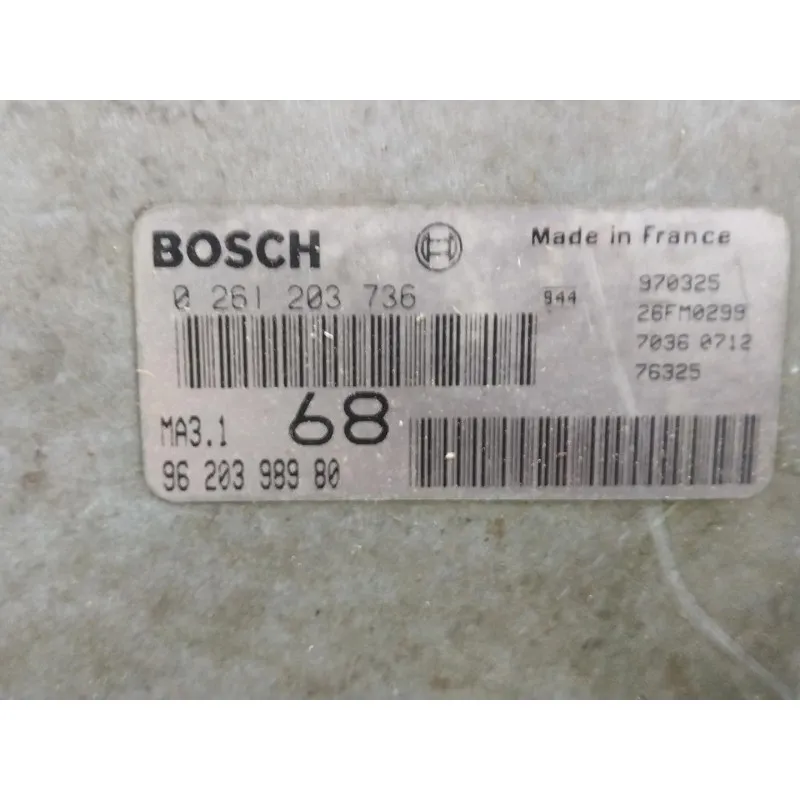 BOSCH
Made in France
0 261 203 736
944
970325
26FM0299
7036 0712
76325
MA3.1
68
96 203 989 80